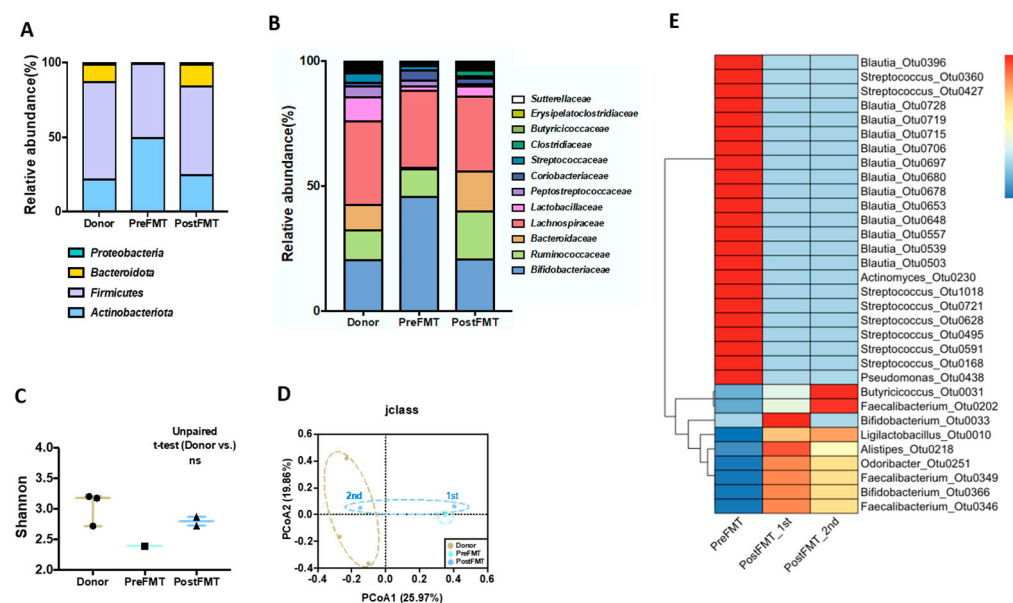 A
Relative abundance(%)
100
50
0
Donor PreFMT PostFMT
Proteobacteria
Bacteroidota
Firmicutes
Actinobacteriota
B
Relative abundance(%)
100
50
0
Donor PreFMT PostFMT
Sutterellaceae
Erysipelatoclostridiaceae
Butyricicoccaceae
Clostridiaceae
Streptococcaceae
Coriobacteriaceae
Peptostreptococcaceae
Lactobacillaceae
Lachnospiraceae
Bacteroidaceae
Ruminococcaceae
Bifidobacteriaceae
C
Unpaired
t-test (Donor vs.)
ns
Shannon
4.0
3.5
3.0
2.5
2.0
Donor PreFMT PostFMT
D
jclass
PCoA2 (19.86%)
0.6
0.4
0.2
0.0
-0.2
-0.4
2nd
1st
Donor
PreFMT
PostFMT
-0.4 -0.2 0.0 0.2 0.4 0.6
PCoA1 (25.97%)
E
Blautia_Otu0396
Streptococcus_Otu0360
Streptococcus_Otu0427
Blautia_Otu0728
Blautia_Otu0719
Blautia_Otu0715
Blautia_Otu0706
Blautia_Otu0697
Blautia_Otu0680
Blautia_Otu0678
Blautia_Otu0653
Blautia_Otu0648
Blautia_Otu0557
Blautia_Otu0539
Blautia_Otu0503
Actinomyces_Otu0230
Streptococcus_Otu1018
Streptococcus_Otu0721
Streptococcus_Otu0628
Streptococcus_Otu0495
Streptococcus_Otu0591
Streptococcus_Otu0168
Pseudomonas_Otu0438
Butyricicoccus_Otu0031
Faecalibacterium_Otu0202
Bifidobacterium_Otu0033
Ligilactobacillus_Otu0010
Alistipes_Otu0218
Odoribacter_Otu0251
Faecalibacterium_Otu0349
Bifidobacterium_Otu0366
Faecalibacterium_Otu0346
PreFMT
PostFMT_1st
PostFMT_2nd